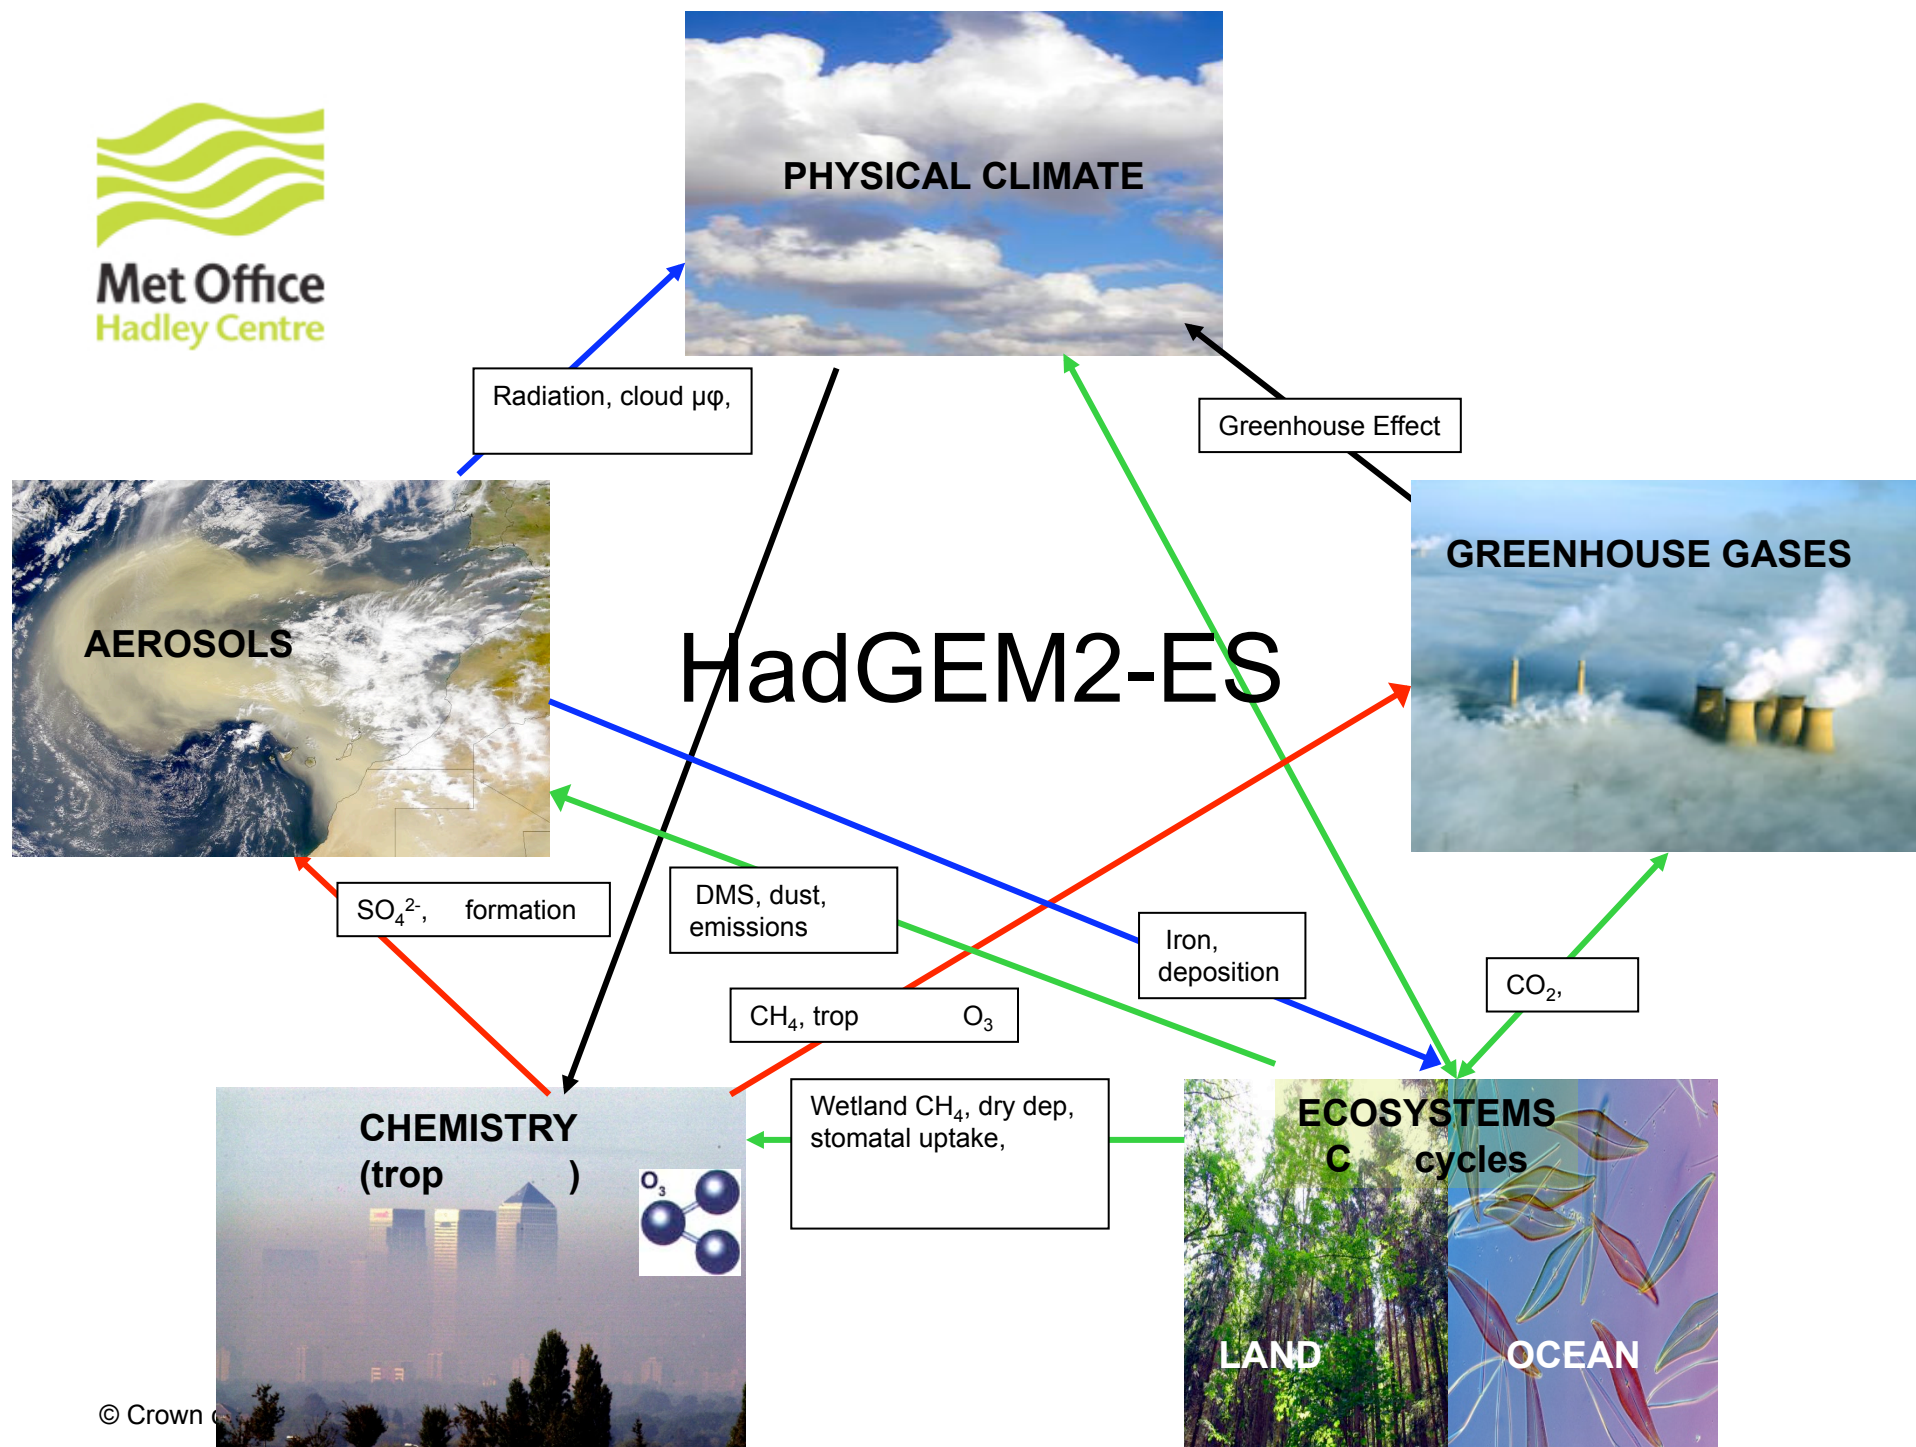 PHYSICAL CLIMATE
Met Office
Hadley Centre
Radiation, cloud μφ,
Greenhouse Effect
GREENHOUSE GASES
AEROSOLS
HadGEM2-ES
SO₄²⁻, formation
DMS, dust,
emissions
Iron,
deposition
CO₂,
CH₄, trop O₃
Wetland CH₄, dry dep,
stomatal uptake,
CHEMISTRY
(trop )
O₃
ECOSYSTEMS
C cycles
LAND
OCEAN
© Crown